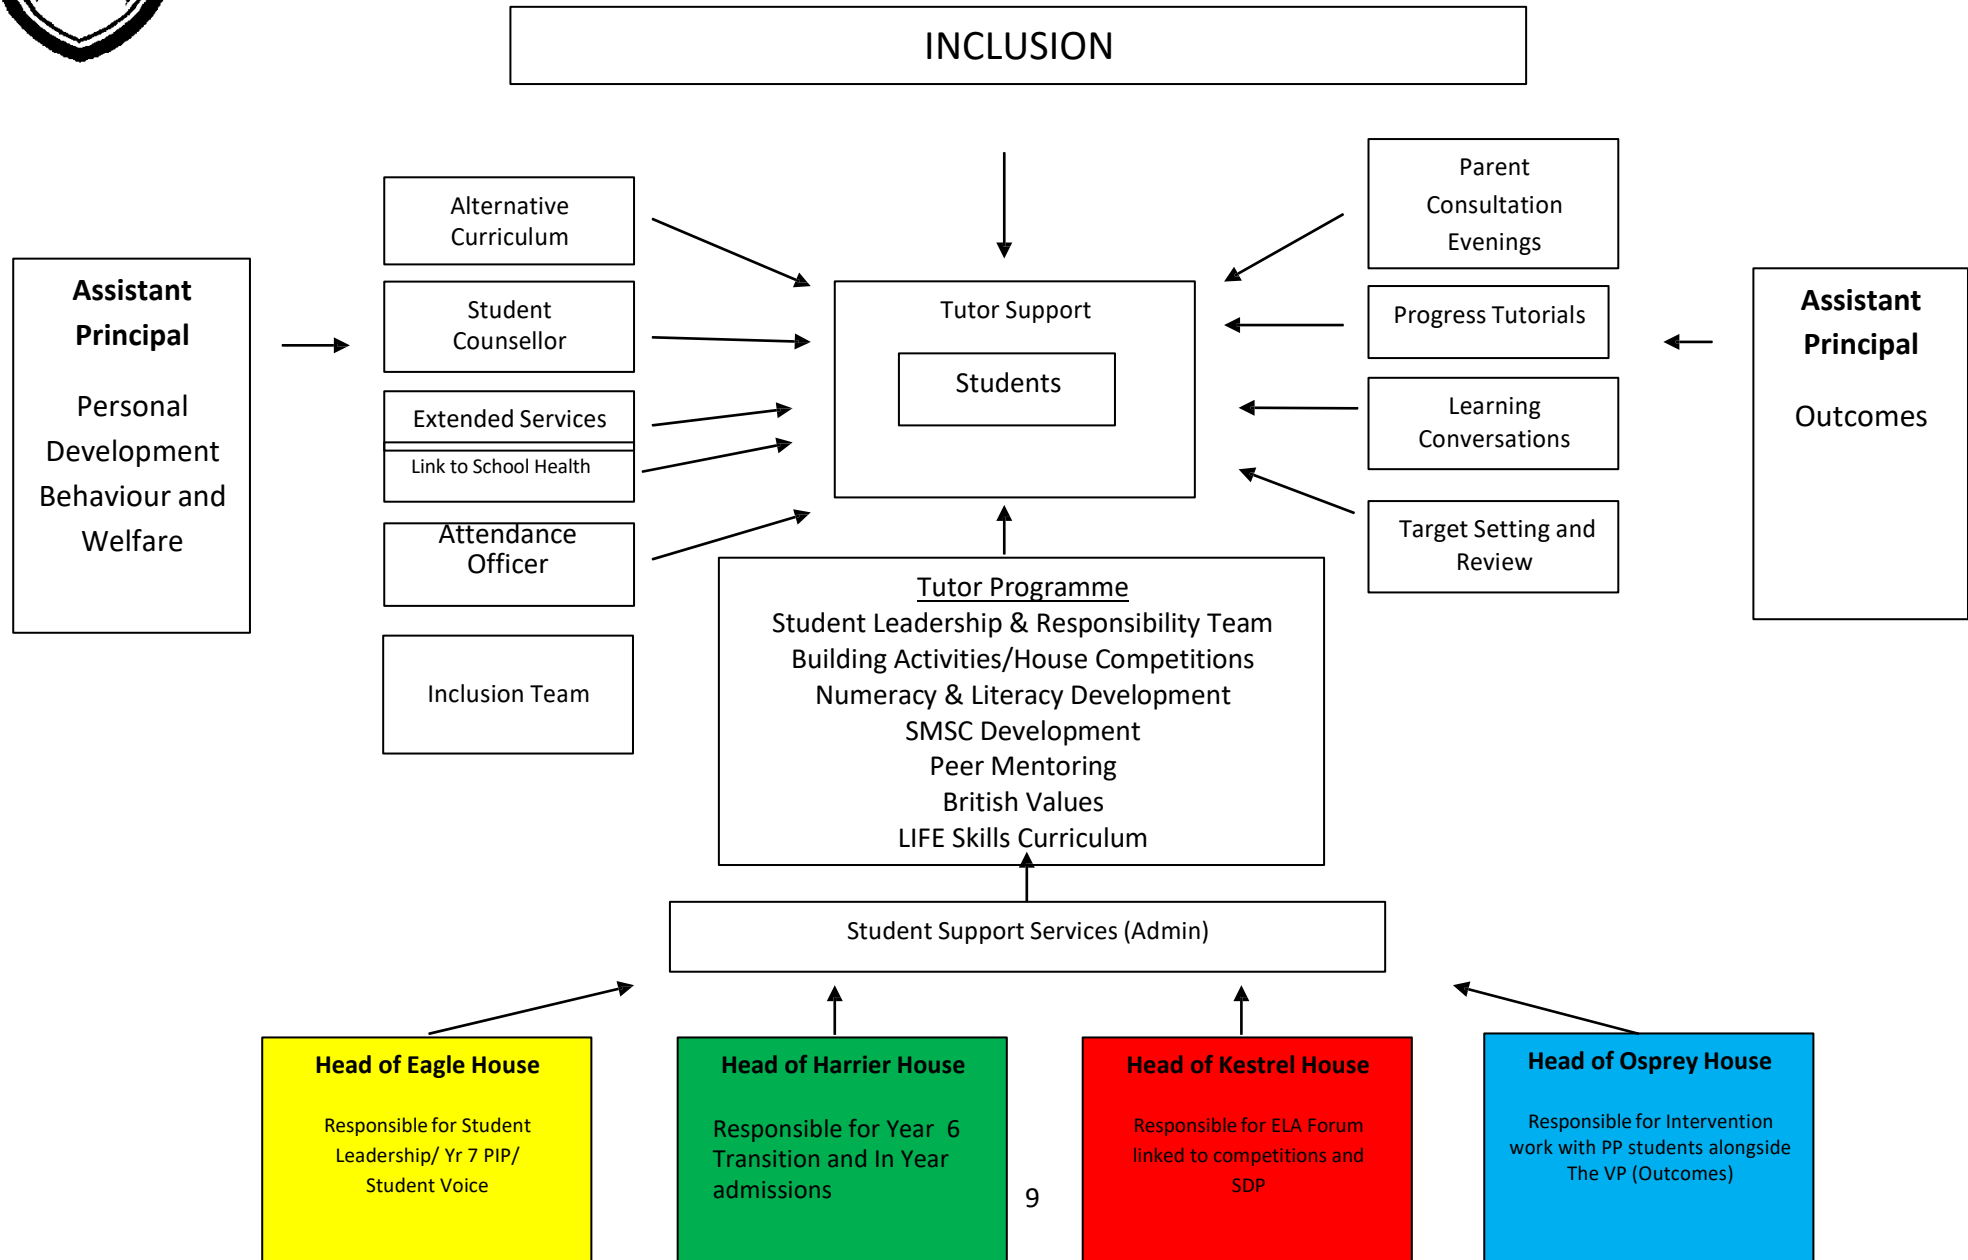 INCLUSION
Alternative
Curriculum
Parent
Consultation
Evenings
Assistant
Principal
Personal
Development
Behaviour and
Welfare
Student
Counsellor
Extended Services
Link to School Health
Attendance
Officer
Inclusion Team
Tutor Support
Students
Progress Tutorials
Learning
Conversations
Target Setting and
Review
Assistant
Principal
Outcomes
Tutor Programme
Student Leadership & Responsibility Team
Building Activities/House Competitions
Numeracy & Literacy Development
SMSC Development
Peer Mentoring
British Values
LIFE Skills Curriculum
Student Support Services (Admin)
Head of Eagle House
Responsible for Student
Leadership/ Yr 7 PIP/
Student Voice
Head of Harrier House
Responsible for Year 6
Transition and In Year
admissions
Head of Kestrel House
Responsible for ELA Forum
linked to competitions and
SDP
Head of Osprey House
Responsible for Intervention
work with PP students alongside
The VP (Outcomes)
9